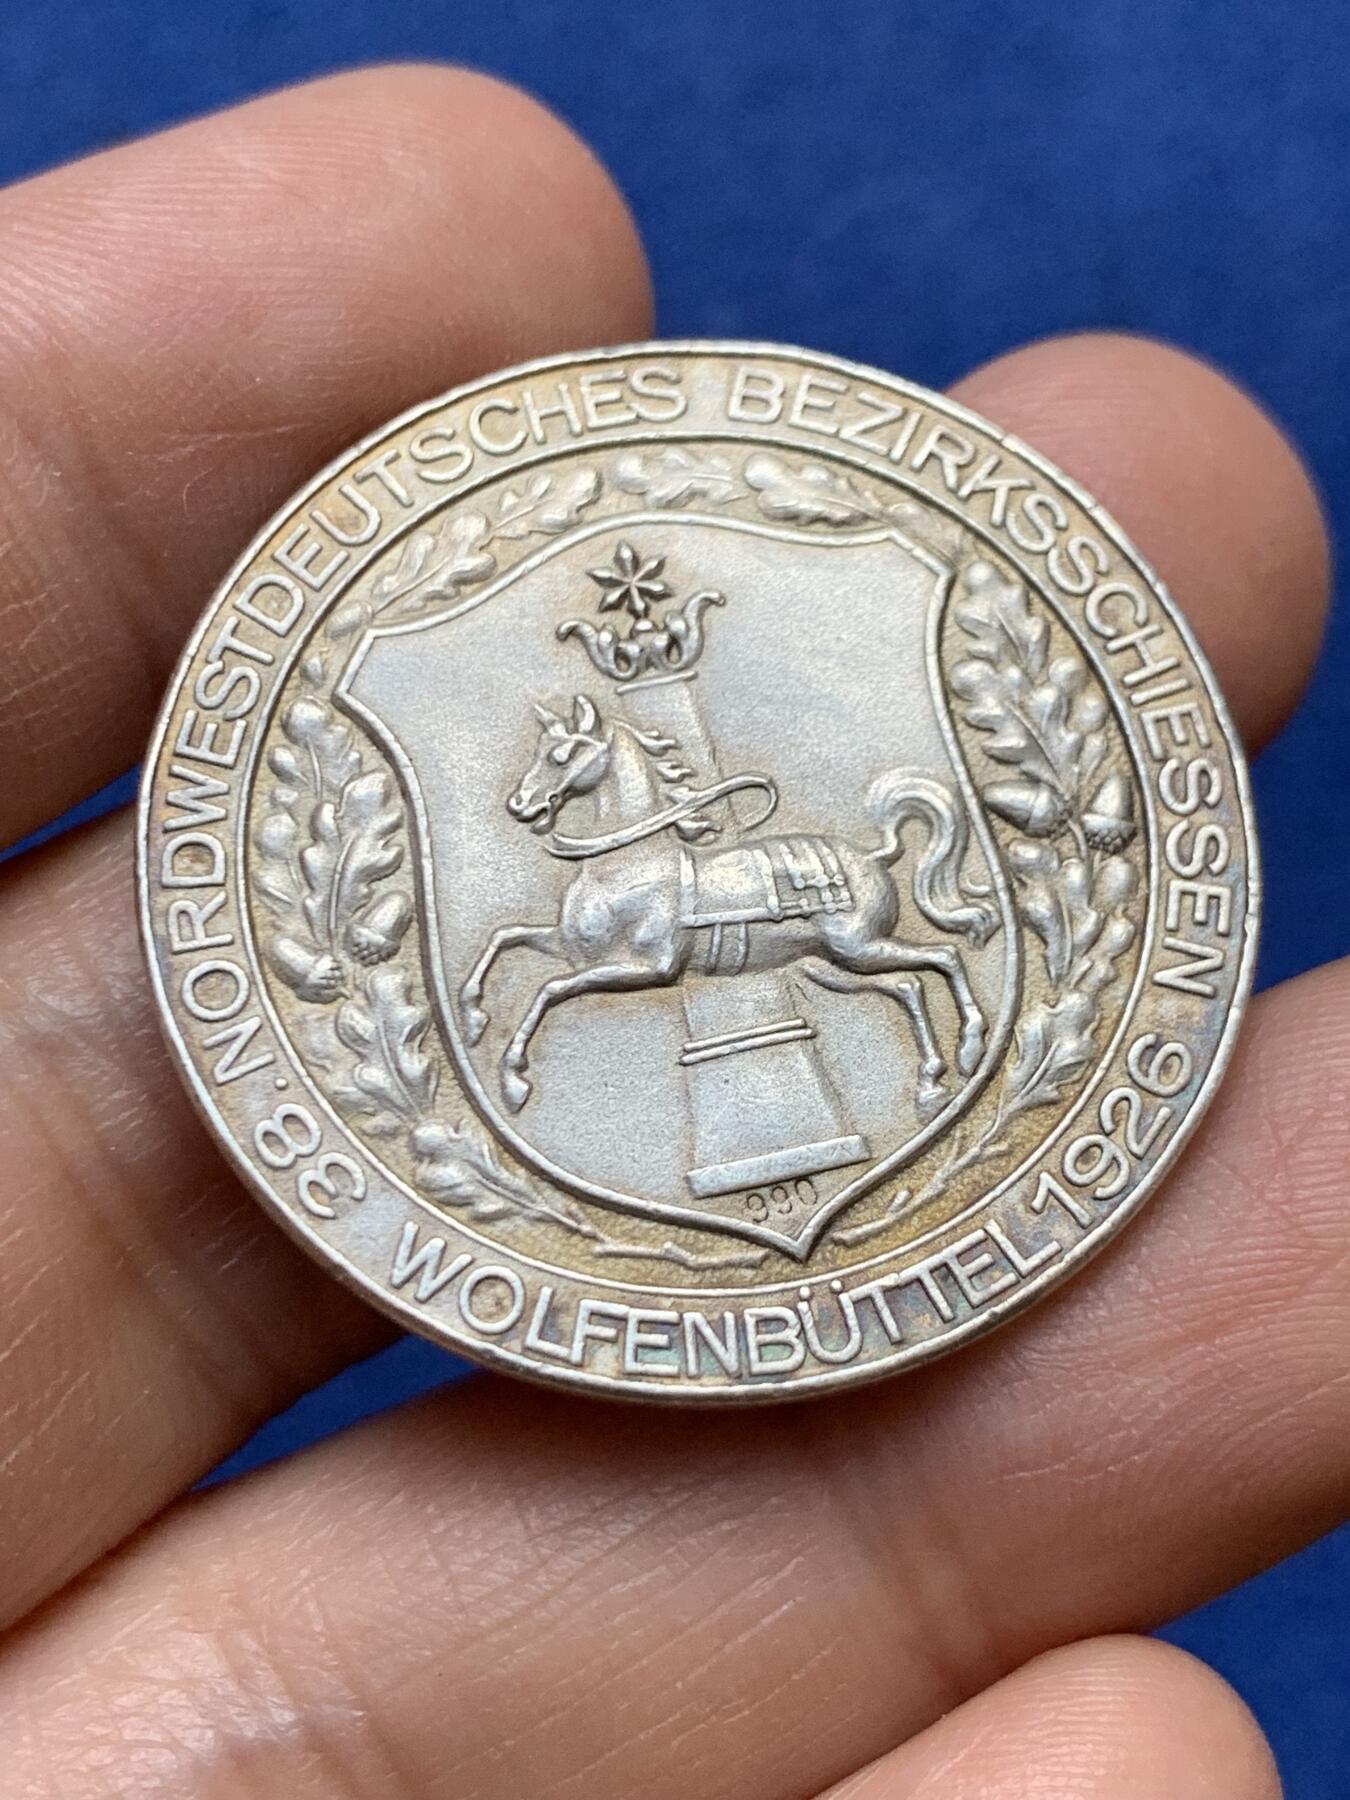 38. NORDWESTDEUTSCHES BEZIRKSSCHIESSEN
WOLFENBÜTTEL 1926
990